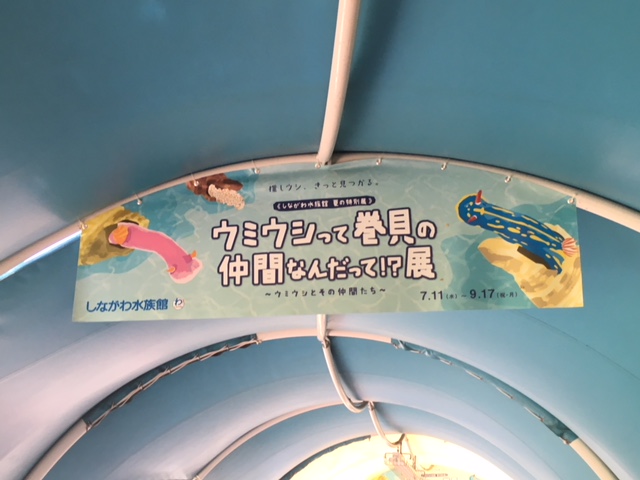 推しウシ、きっと見つかる。
《しながわ水族館 夏の特別展》
ウミウシって巻貝の
仲間なんだって!?展
～ウミウシとその仲間たち～
しながわ水族館
7.11(水)～9.17(祝・月)